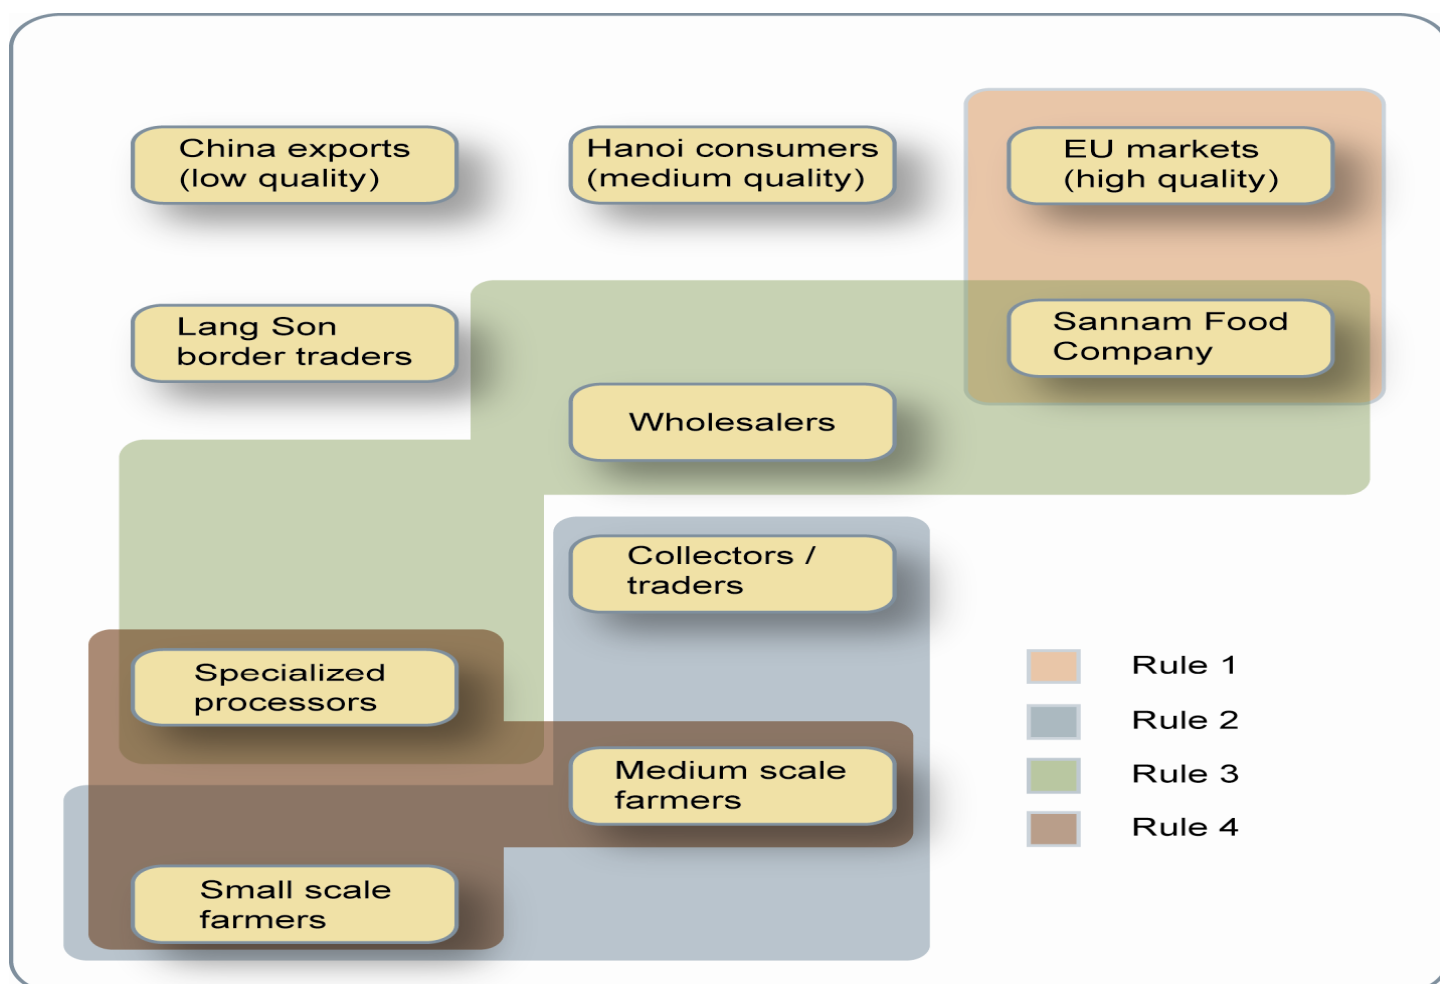 China exports
(low quality)
Hanoi consumers
(medium quality)
EU markets
(high quality)
Lang Son
border traders
Sannam Food
Company
Wholesalers
Collectors /
traders
Specialized
processors
Medium scale
farmers
Small scale
farmers
Rule 1
Rule 2
Rule 3
Rule 4